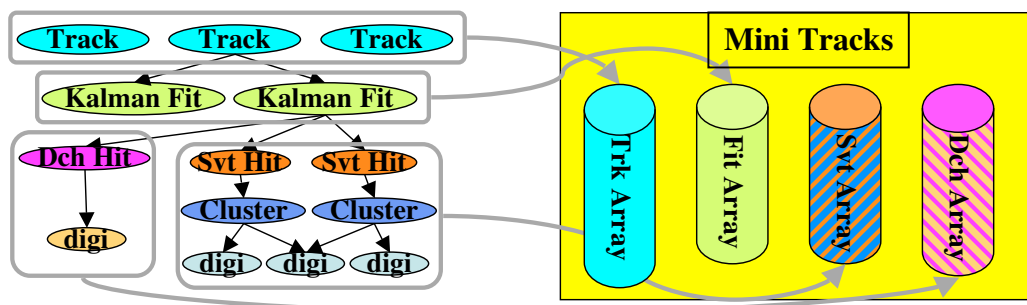 Track Track Track
Kalman Fit Kalman Fit
Dch Hit Svt Hit Svt Hit
Cluster Cluster
digi
digi digi digi
Mini Tracks
Trk Array
Fit Array
Svt Array
Dch Array